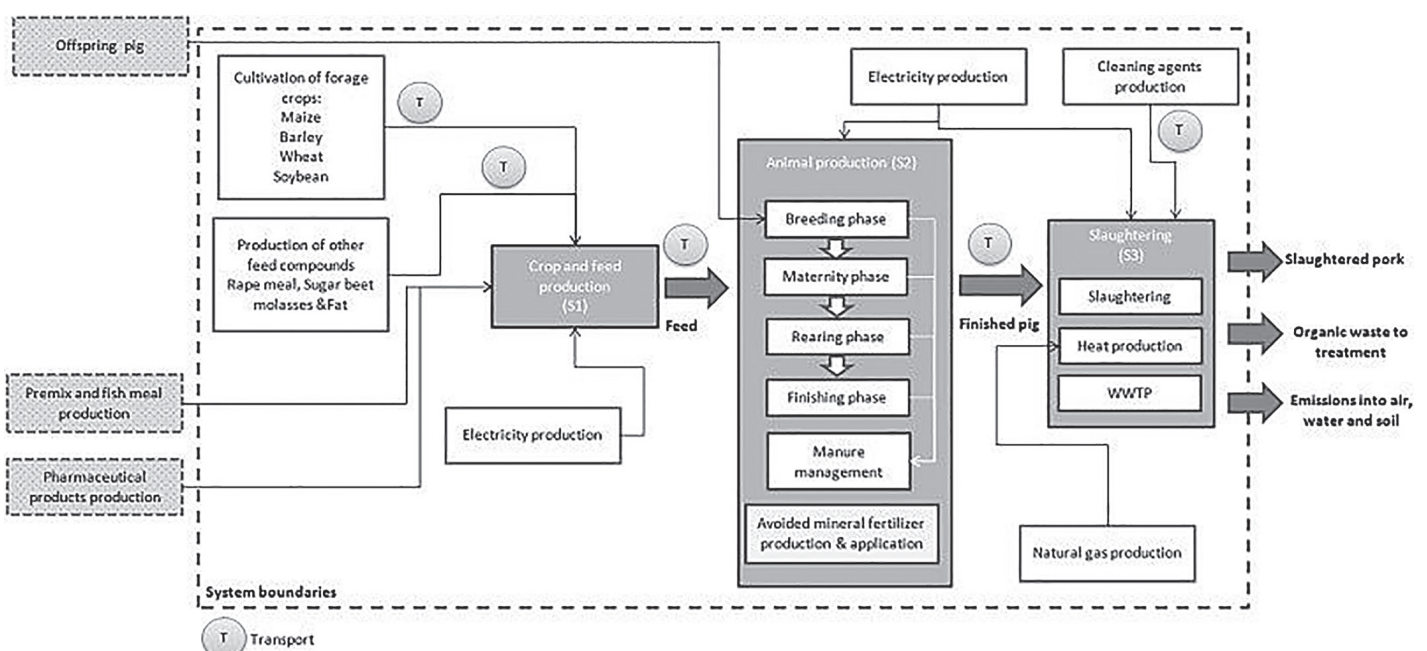 Offspring pig
Cultivation of forage
crops:
Maize
Barley
Wheat
Soybean
T
T
Production of other
feed compounds
Rape meal, Sugar beet
molasses &Fat
Premix and fish meal
production
Pharmaceutical
products production
Crop and feed
production
(S1)
Electricity production
T
Feed
Electricity production
Cleaning agents
production
T
Animal production (S2)
Breeding phase
Maternity phase
Rearing phase
Finishing phase
Manure
management
Avoided mineral fertilizer
production & application
T
Finished pig
Slaughtering
(S3)
Slaughtering
Heat production
WWTP
Natural gas production
Slaughtered pork
Organic waste to
treatment
Emissions into air,
water and soil
System boundaries
T Transport